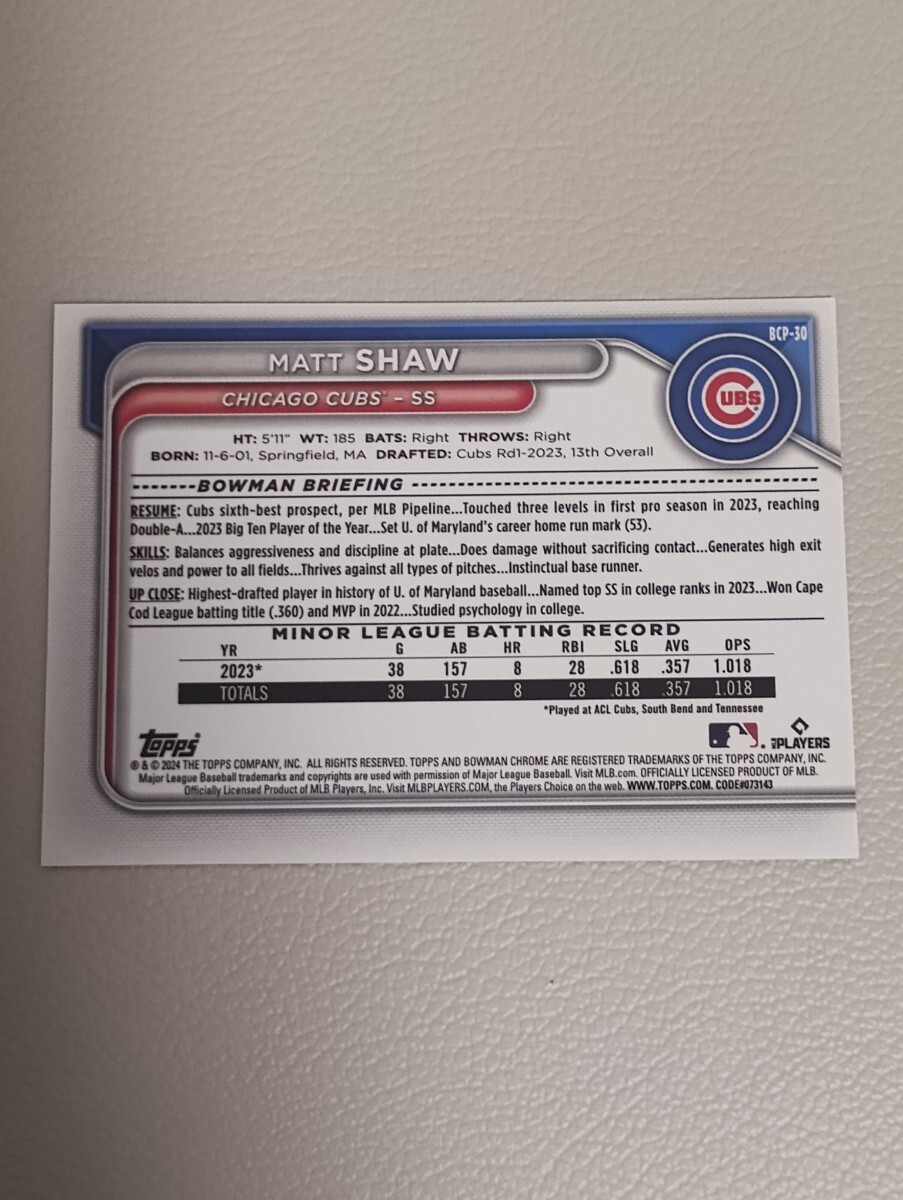 BCP-30
MATT SHAW
CUBS
CHICAGO CUBS™ – SS
HT: 5'11" WT: 185 BATS: Right THROWS: Right
BORN: 11-6-01, Springfield, MA DRAFTED: Cubs Rd1-2023, 13th Overall
BOWMAN BRIEFING
RESUME: Cubs sixth-best prospect, per MLB Pipeline...Touched three levels in first pro season in 2023, reaching
Double-A...2023 Big Ten Player of the Year...Set U. of Maryland's career home run mark (53).
SKILLS: Balances aggressiveness and discipline at plate...Does damage without sacrificing contact...Generates high exit
velos and power to all fields...Thrives against all types of pitches...Instinctual base runner.
UP CLOSE: Highest-drafted player in history of U. of Maryland baseball...Named top SS in college ranks in 2023...Won Cape
Cod League batting title (.360) and MVP in 2022...Studied psychology in college.
MINOR LEAGUE BATTING RECORD
YR G AB HR RBI SLG AVG OPS
2023* 38 157 8 28 .618 .357 1.018
TOTALS 38 157 8 28 .618 .357 1.018
*Played at ACL Cubs, South Bend and Tennessee
Topps
PLAYERS
® & © 2024 THE TOPPS COMPANY, INC. ALL RIGHTS RESERVED. TOPPS AND BOWMAN CHROME ARE REGISTERED TRADEMARKS OF THE TOPPS COMPANY, INC.
Major League Baseball trademarks and copyrights are used with permission of Major League Baseball. Visit MLB.com. OFFICIALLY LICENSED PRODUCT OF MLB.
Officially Licensed Product of MLB Players, Inc. Visit MLBPLAYERS.COM, the Players Choice on the web. WWW.TOPPS.COM. CODE#073143